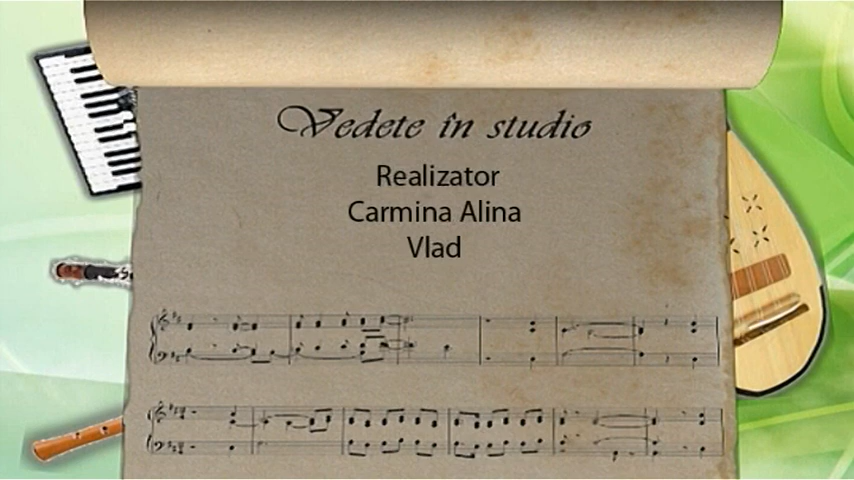 Vedete în studio
Realizator
Carmina Alina
Vlad